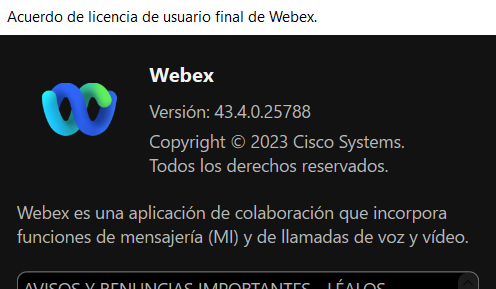 Acuerdo de licencia de usuario final de Webex.
Webex
Versión: 43.4.0.25788
Copyright © 2023 Cisco Systems.
Todos los derechos reservados.
Webex es una aplicación de colaboración que incorpora
funciones de mensajería (MI) y de llamadas de voz y vídeo.
AVISOS Y RENUNCIAS IMPORTANTES - LÉALOS